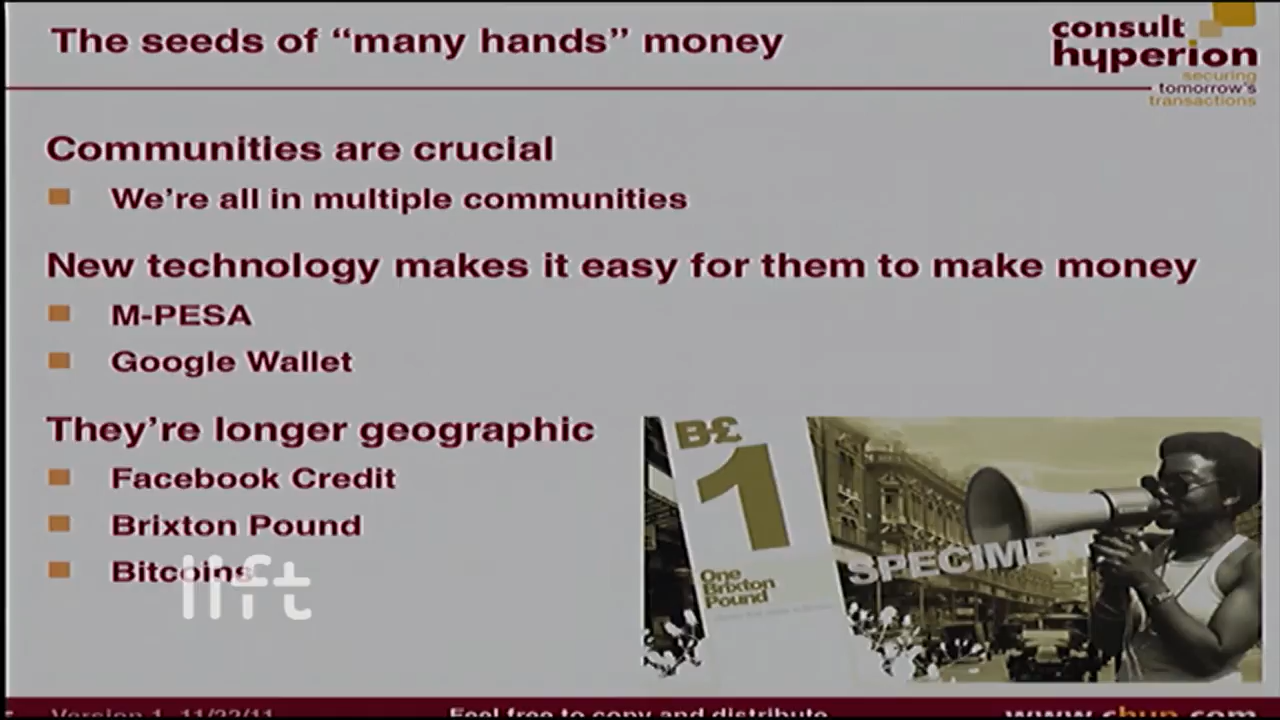 The seeds of “many hands” money
consult
hyperion
securing
tomorrow's
transactions
Communities are crucial
We’re all in multiple communities
New technology makes it easy for them to make money
M-PESA
Google Wallet
They’re longer geographic
Facebook Credit
Brixton Pound
Bitcoins
lift
B£
1
One
Brixton
Pound
SPECIMEN
Version 1 11/22/11
Feel free to copy and distribute
www.chyp.com